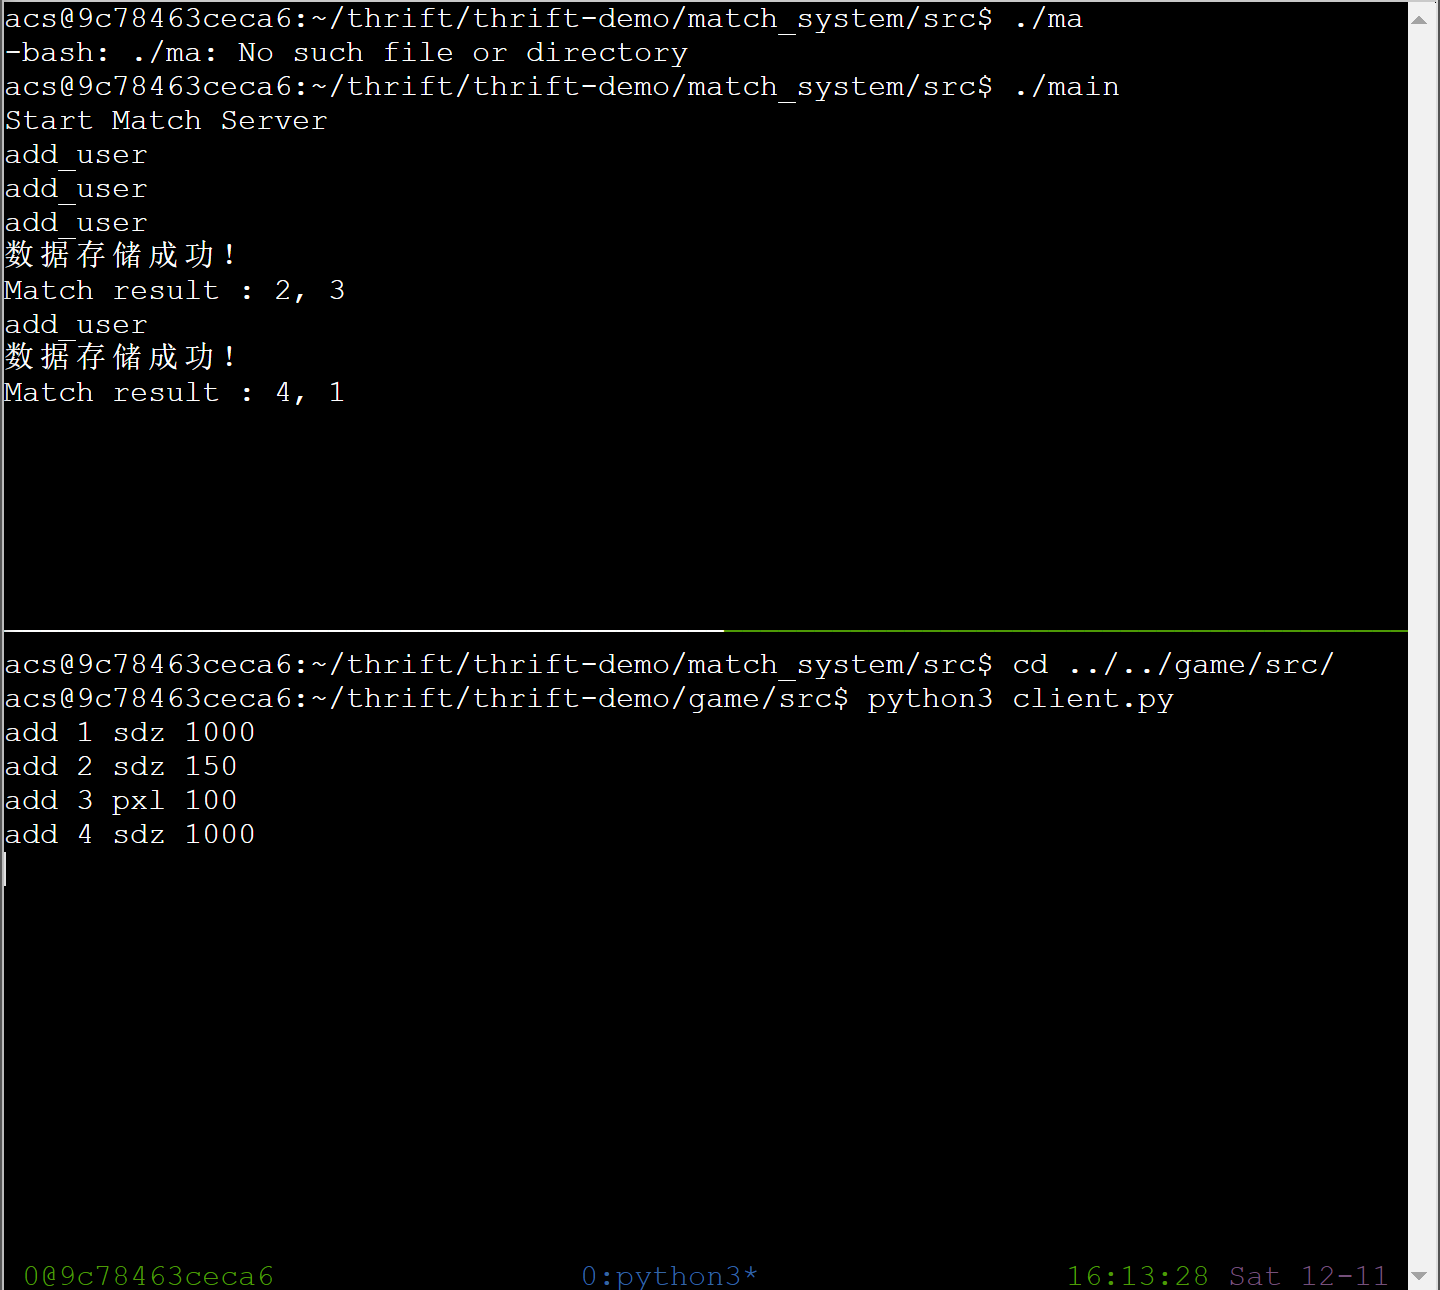 acs@9c78463ceca6:~/thrift/thrift-demo/match_system/src$ ./ma
-bash: ./ma: No such file or directory
acs@9c78463ceca6:~/thrift/thrift-demo/match_system/src$ ./main
Start Match Server
add_user
add_user
add_user
数据存储成功！
Match result : 2, 3
add_user
数据存储成功！
Match result : 4, 1
acs@9c78463ceca6:~/thrift/thrift-demo/match_system/src$ cd ../../game/src/
acs@9c78463ceca6:~/thrift/thrift-demo/game/src$ python3 client.py
add 1 sdz 1000
add 2 sdz 150
add 3 pxl 100
add 4 sdz 1000
0@9c78463ceca6 0:python3* 16:13:28 Sat 12-11